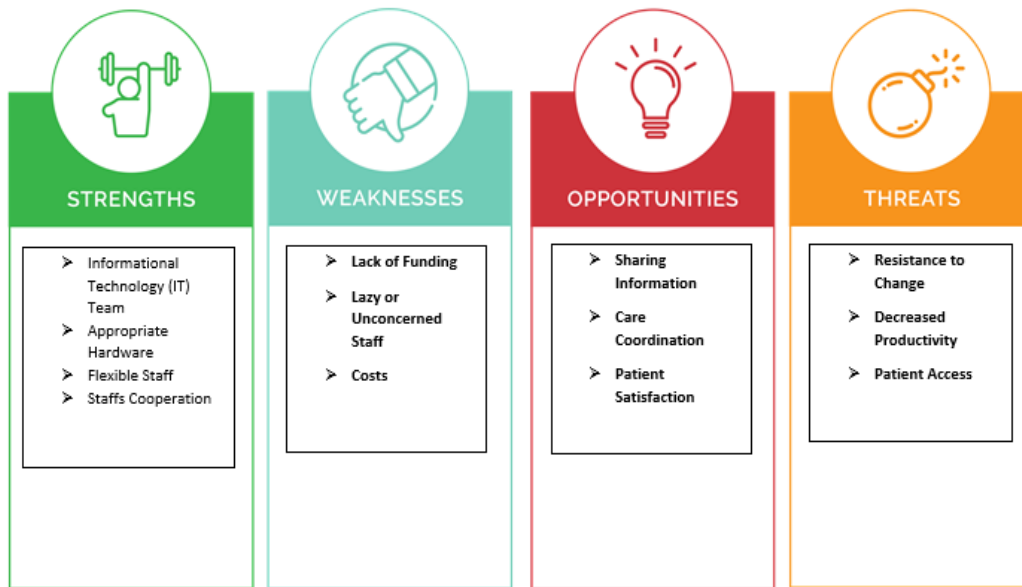 STRENGTHS
➢ Informational
Technology (IT)
Team
➢ Appropriate
Hardware
➢ Flexible Staff
➢ Staffs Cooperation
WEAKNESSES
➢ Lack of Funding
➢ Lazy or
Unconcerned
Staff
➢ Costs
OPPORTUNITIES
➢ Sharing
Information
➢ Care
Coordination
➢ Patient
Satisfaction
THREATS
➢ Resistance to
Change
➢ Decreased
Productivity
➢ Patient Access